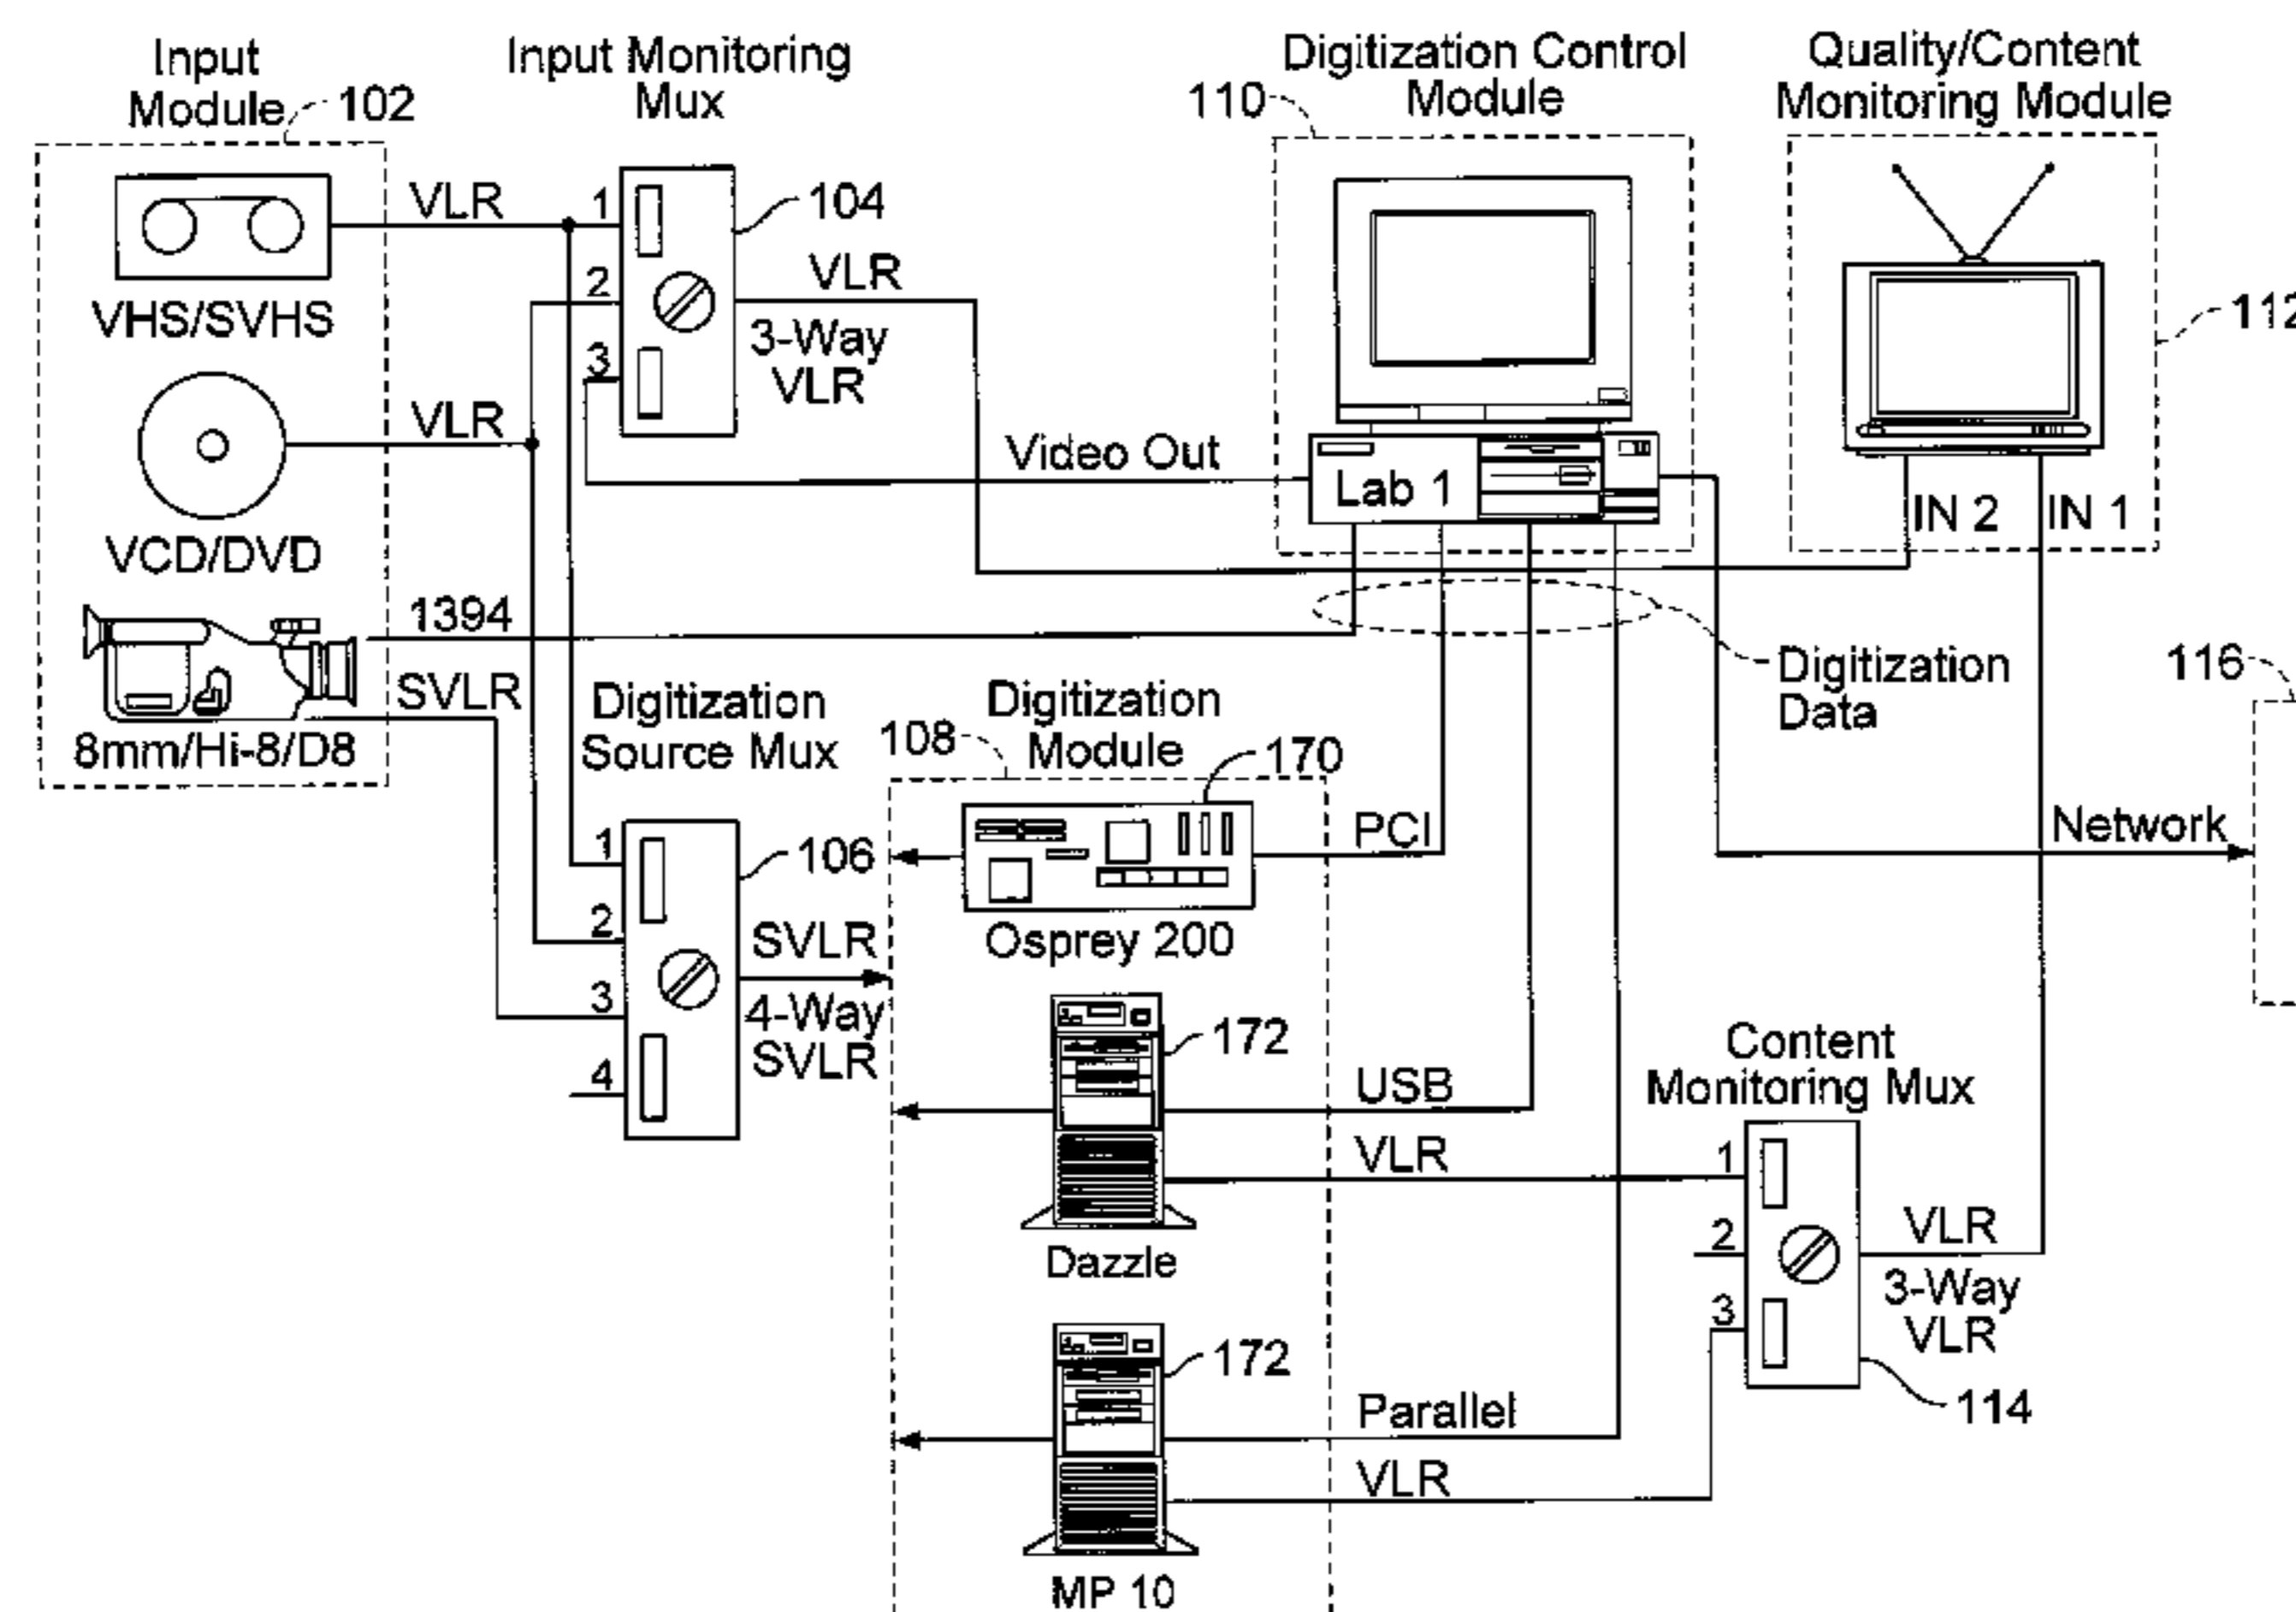 Input
Module
102
Input Monitoring
Mux
Digitization Control
Module
110
Quality/Content
Monitoring Module
VHS/SVHS
VLR
1
2
3
104
VLR
3-Way
VLR
VCD/DVD
VLR
Video Out
Lab 1
IN 2
IN 1
112
8mm/Hi-8/D8
1394
SVLR
Digitization
Data
116
Digitization
Source Mux
1
2
3
4
106
SVLR
4-Way
SVLR
Digitization
Module
108
170
PCI
Osprey 200
Network
172
USB
VLR
Dazzle
Content
Monitoring Mux
1
2
3
VLR
3-Way
VLR
114
172
Parallel
VLR
MP 10